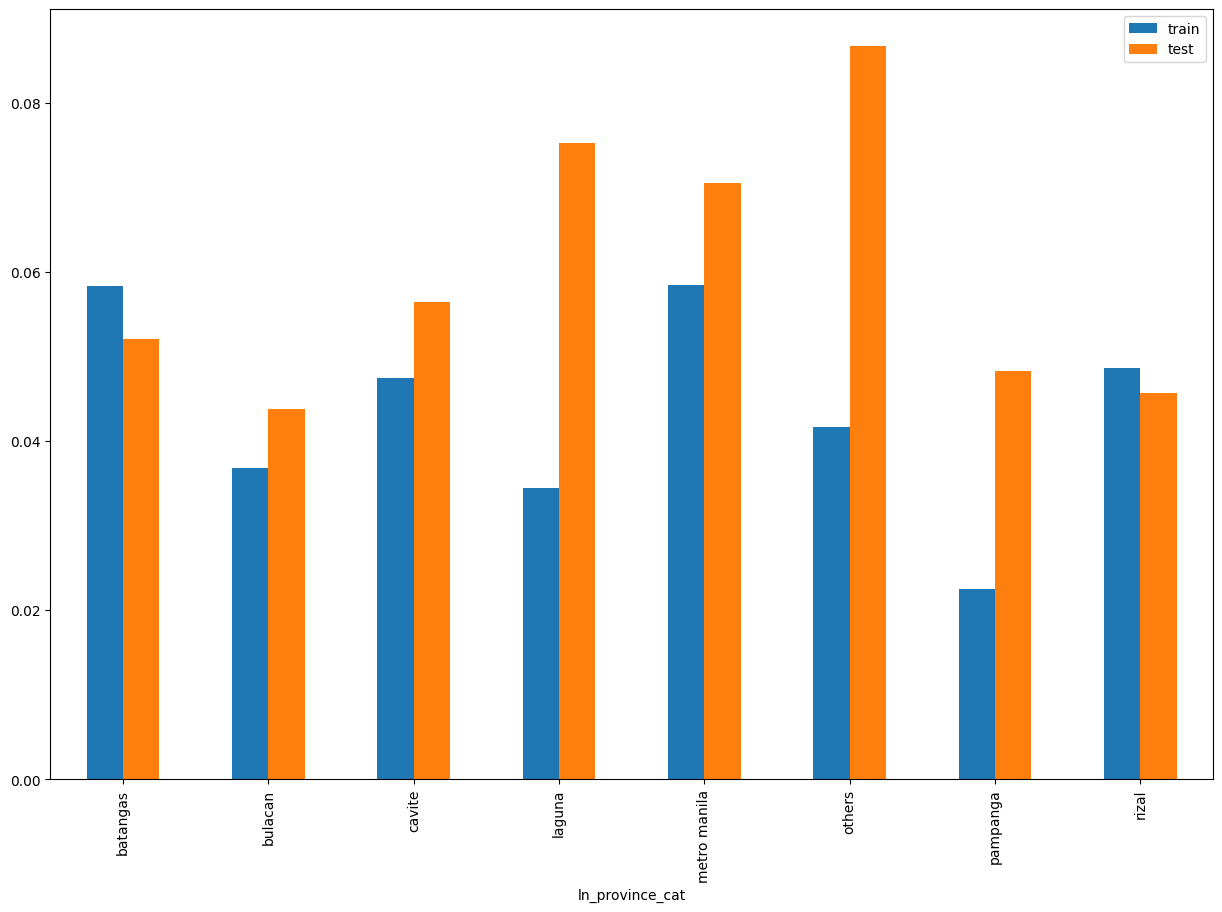 train
test
0.08
0.06
0.04
0.02
0.00
batangas
bulacan
cavite
laguna
metro manila
others
pampanga
rizal
ln_province_cat